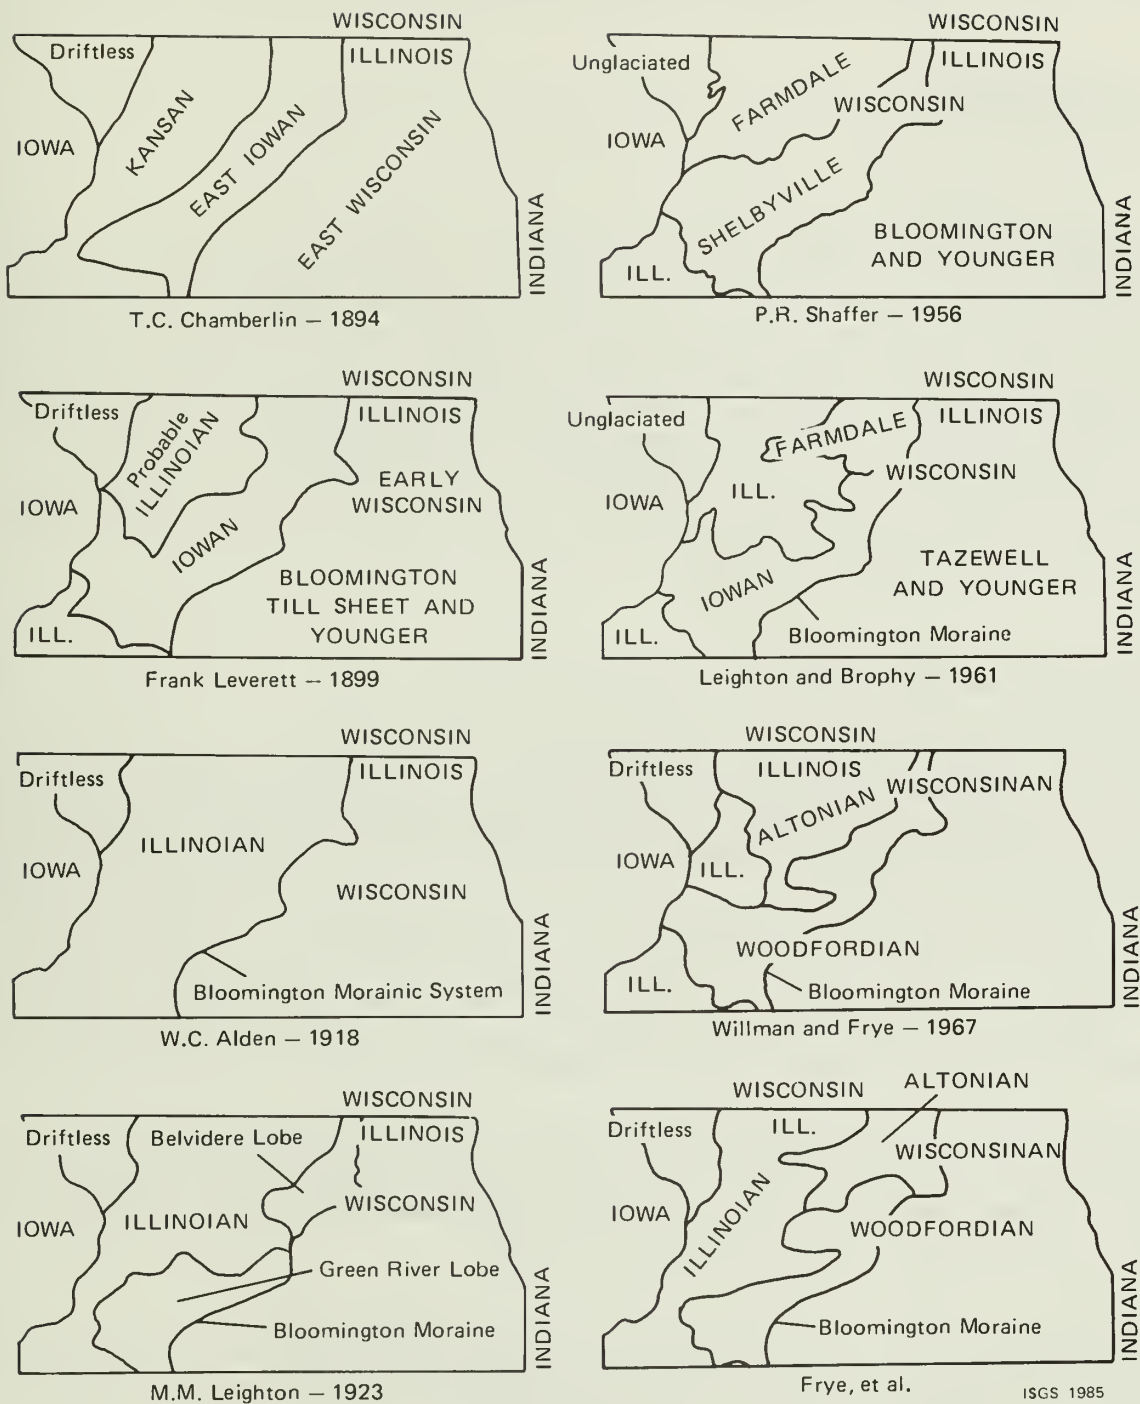 WISCONSIN
Driftless
ILLINOIS
KANSAN
IOWA
EAST IOWAN
EAST WISCONSIN
INDIANA
T.C. Chamberlin — 1894
WISCONSIN
Unglaciated
ILLINOIS
FARMDALE
WISCONSIN
IOWA
SHELBYVILLE
BLOOMINGTON
AND YOUNGER
ILL.
INDIANA
P.R. Shaffer — 1956
WISCONSIN
Driftless
ILLINOIS
Probable
ILLINOIAN
EARLY
WISCONSIN
IOWA
IOWAN
BLOOMINGTON
TILL SHEET AND
YOUNGER
ILL.
INDIANA
Frank Leverett — 1899
WISCONSIN
Unglaciated
ILLINOIS
FARMDALE
WISCONSIN
ILL.
IOWA
TAZEWELL
AND YOUNGER
IOWAN
ILL.
Bloomington Moraine
INDIANA
Leighton and Brophy — 1961
WISCONSIN
Driftless
ILLINOIS
ILLINOIAN
IOWA
WISCONSIN
Bloomington Morainic System
INDIANA
W.C. Alden — 1918
WISCONSIN
Driftless
ILLINOIS
WISCONSINAN
ALTONIAN
IOWA
ILL.
WOODFORDIAN
ILL.
Bloomington Moraine
INDIANA
Willman and Frye — 1967
WISCONSIN
Driftless
Belvidere Lobe
ILLINOIS
WISCONSIN
IOWA
ILLINOIAN
Green River Lobe
Bloomington Moraine
INDIANA
M.M. Leighton — 1923
WISCONSIN
ALTONIAN
Driftless
ILL.
WISCONSINAN
IOWA
ILLINOIAN
WOODFORDIAN
Bloomington Moraine
INDIANA
Frye, et al.
ISGS 1985